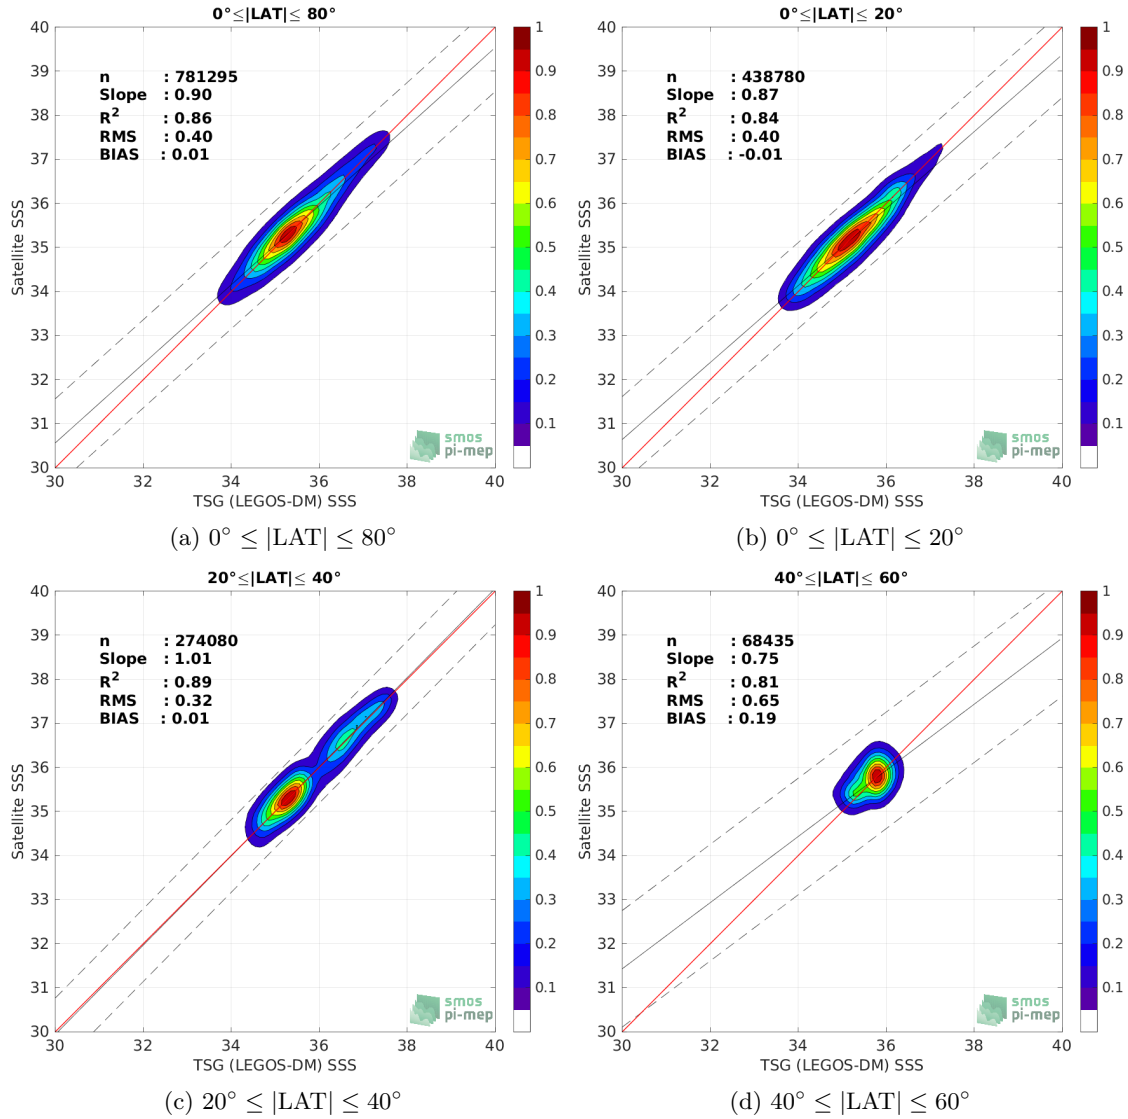 0°≤|LAT|≤ 80°
n : 781295
Slope : 0.90
R² : 0.86
RMS : 0.40
BIAS : 0.01
40
39
38
37
36
35
34
33
32
31
30
30 32 34 36 38 40
Satellite SSS
TSG (LEGOS-DM) SSS
1
0.9
0.8
0.7
0.6
0.5
0.4
0.3
0.2
0.1
smos
pi-mep
(a) 0° ≤ |LAT| ≤ 80°
0°≤|LAT|≤ 20°
n : 438780
Slope : 0.87
R² : 0.84
RMS : 0.40
BIAS : -0.01
40
39
38
37
36
35
34
33
32
31
30
30 32 34 36 38 40
Satellite SSS
TSG (LEGOS-DM) SSS
1
0.9
0.8
0.7
0.6
0.5
0.4
0.3
0.2
0.1
smos
pi-mep
(b) 0° ≤ |LAT| ≤ 20°
20°≤|LAT|≤ 40°
n : 274080
Slope : 1.01
R² : 0.89
RMS : 0.32
BIAS : 0.01
40
39
38
37
36
35
34
33
32
31
30
30 32 34 36 38 40
Satellite SSS
TSG (LEGOS-DM) SSS
1
0.9
0.8
0.7
0.6
0.5
0.4
0.3
0.2
0.1
smos
pi-mep
(c) 20° ≤ |LAT| ≤ 40°
40°≤|LAT|≤ 60°
n : 68435
Slope : 0.75
R² : 0.81
RMS : 0.65
BIAS : 0.19
40
39
38
37
36
35
34
33
32
31
30
30 32 34 36 38 40
Satellite SSS
TSG (LEGOS-DM) SSS
1
0.9
0.8
0.7
0.6
0.5
0.4
0.3
0.2
0.1
smos
pi-mep
(d) 40° ≤ |LAT| ≤ 60°